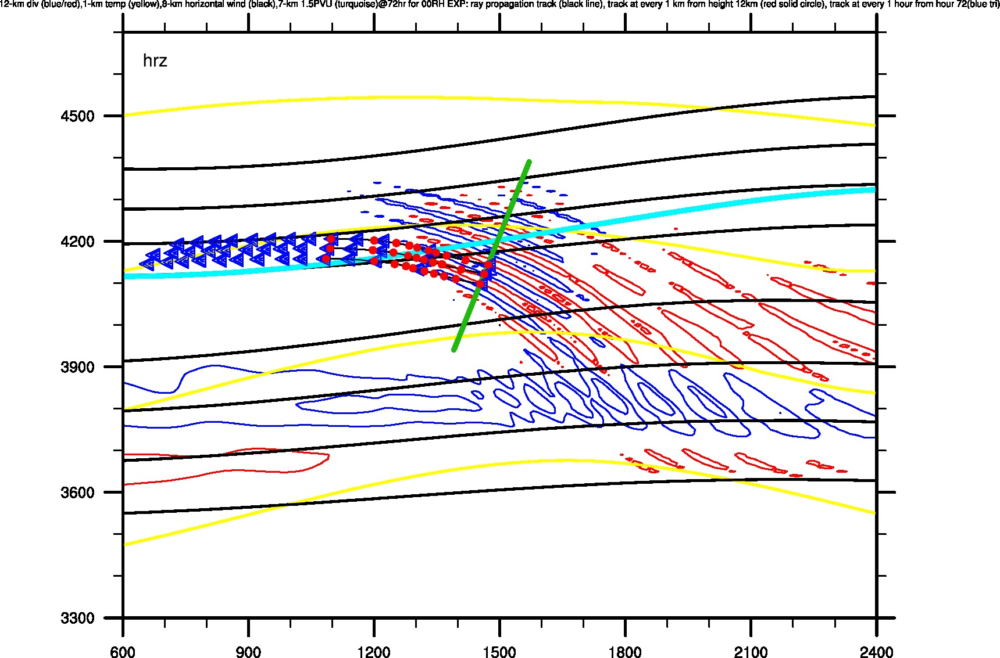 12-km div (blue/red),1-km temp (yellow),8-km horizontal wind (black),7-km 1.5PVU (turquoise)@72hr for 00RH EXP: ray propagation track (black line), track at every 1 km from height 12km (red solid circle), track at every 1 hour from hour 72(blue tri)
hrz
4500
4200
3900
3600
3300
600 900 1200 1500 1800 2100 2400